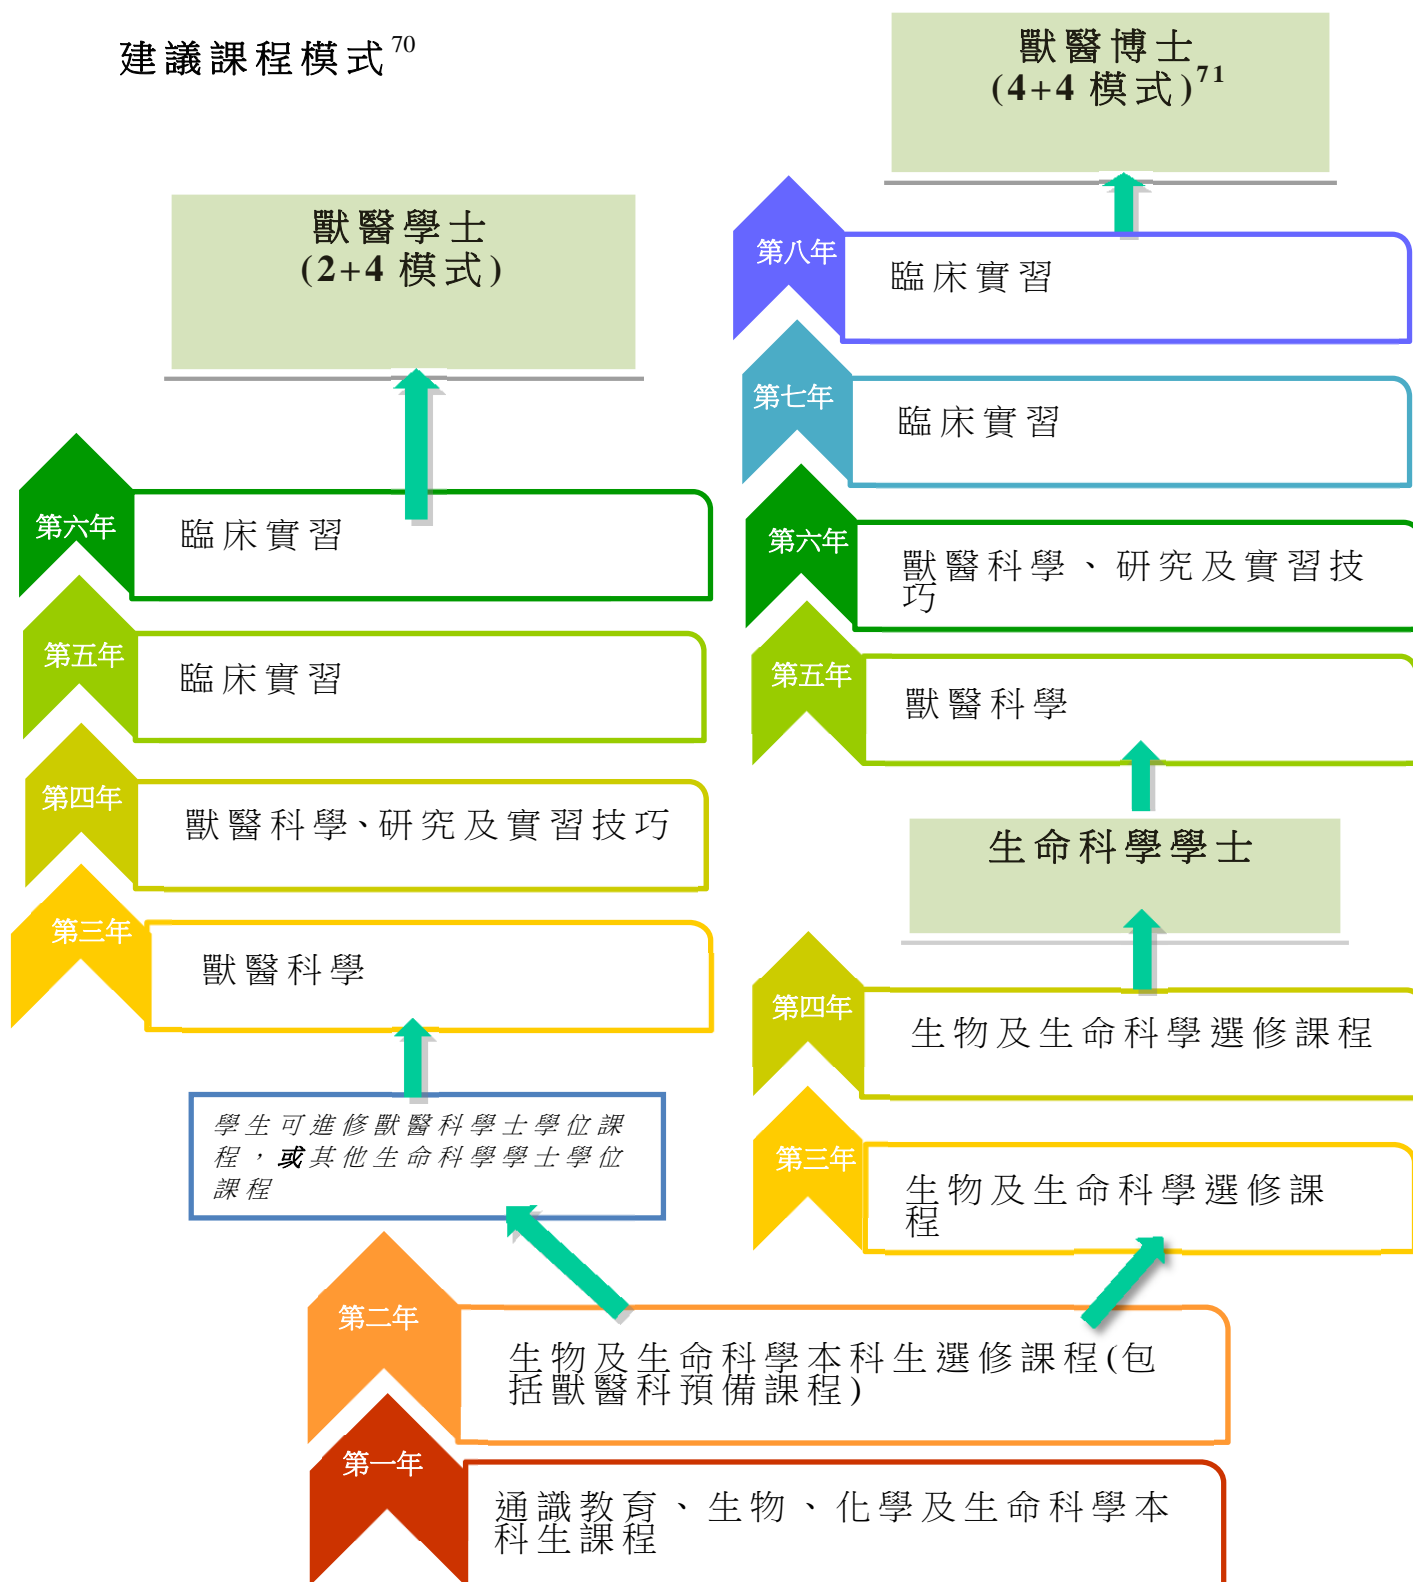 建議課程模式70
獸醫博士
(4+4 模式)71
第八年
臨床實習
第七年
臨床實習
第六年
獸醫科學、研究及實習技
巧
第五年
獸醫科學
生命科學學士
第四年
生物及生命科學選修課程
第三年
生物及生命科學選修課
程
獸醫學士
(2+4 模式)
第六年
臨床實習
第五年
臨床實習
第四年
獸醫科學、研究及實習技巧
第三年
獸醫科學
學生可進修獸醫科學士學位課
程，或其他生命科學學士學位
課程
第二年
生物及生命科學本科生選修課程(包
括獸醫科預備課程)
第一年
通識教育、生物、化學及生命科學本
科生課程